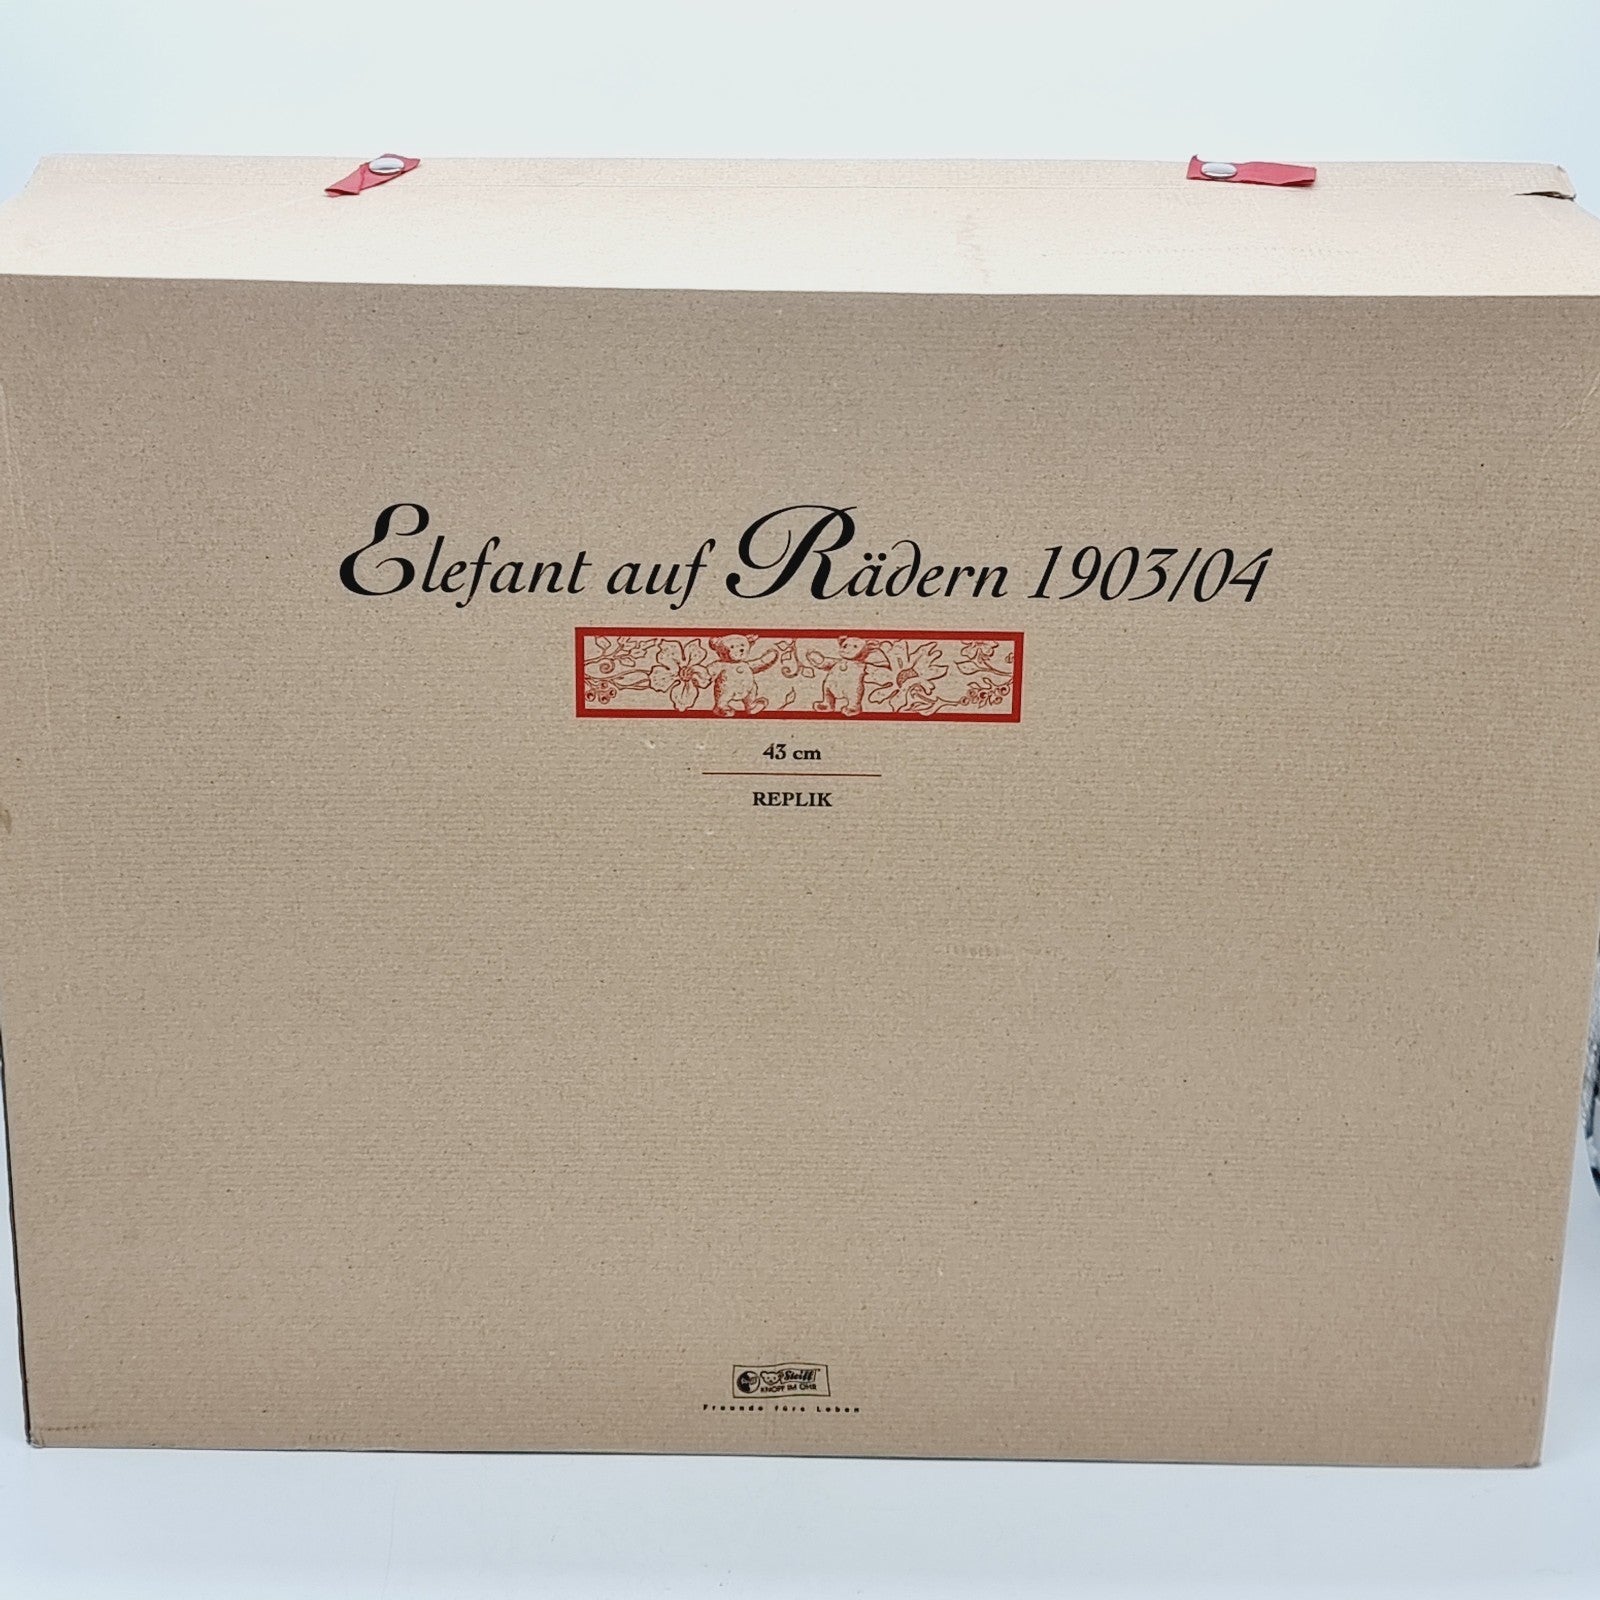 Elefant auf Rädern 1903/04
43 cm
REPLIK
Steiff
KNOPF IM OHR
Freunde fürs Leben